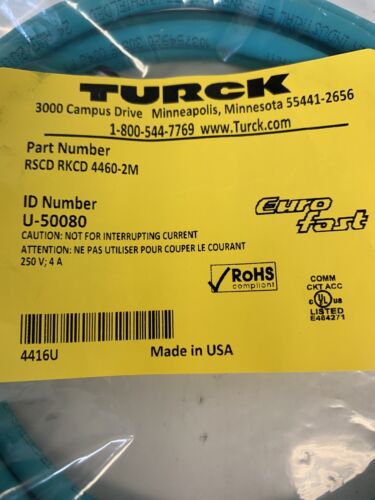 TURCK
3000 Campus Drive Minneapolis, Minnesota 55441-2656
1-800-544-7769 www.Turck.com
Part Number
RSCD RKCD 4460-2M
ID Number
U-50080
Euro
fast
CAUTION: NOT FOR INTERRUPTING CURRENT
ATTENTION: NE PAS UTILISER POUR COUPER LE COURANT
250 V; 4 A
RoHS
compliant
COMM
CKT ACC
c UL us
LISTED
E484271
4416U
Made in USA